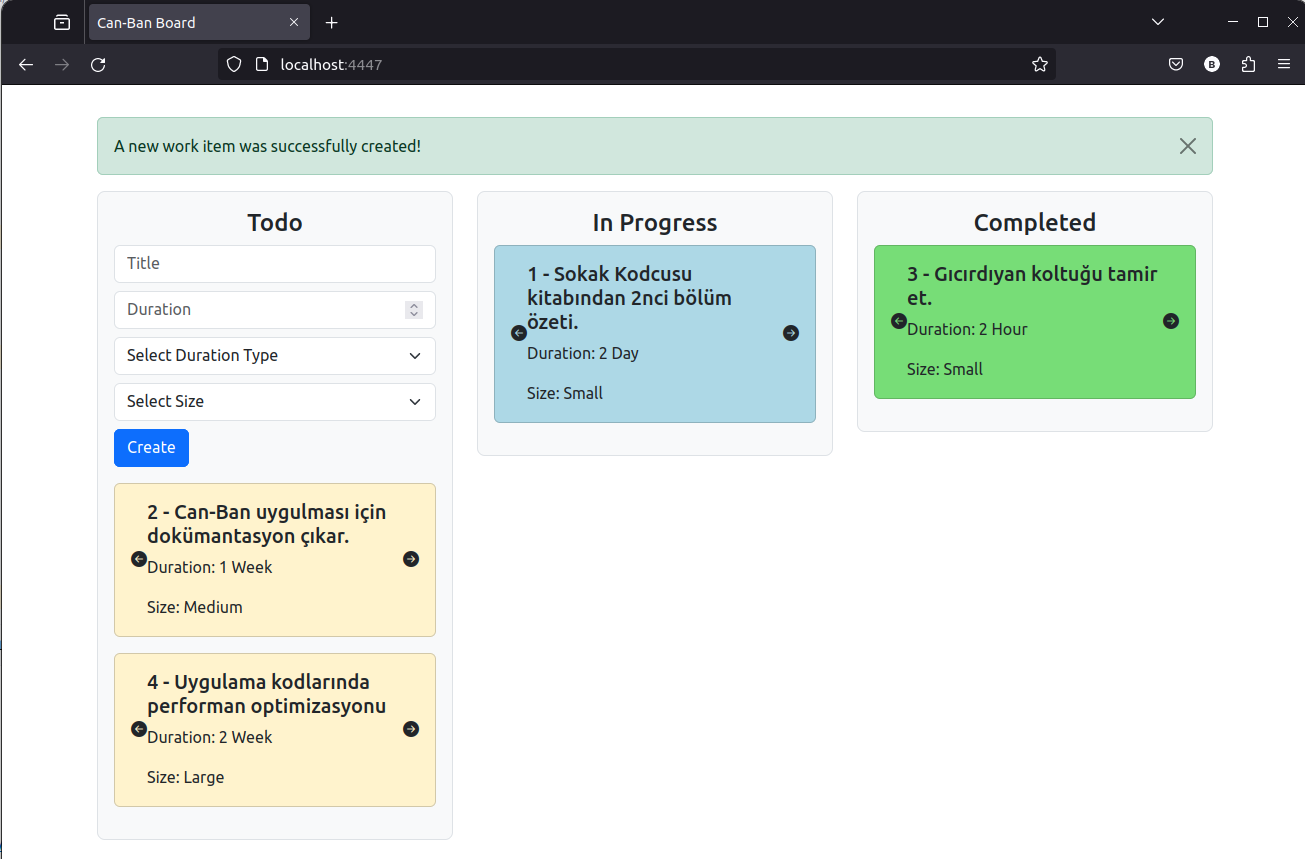 Can-Ban Board
localhost:4447
A new work item was successfully created!
Todo
Title
Duration
Select Duration Type
Select Size
Create
2 - Can-Ban uygulması için
dokümantasyon çıkar.
Duration: 1 Week
Size: Medium
4 - Uygulama kodlarında
performan optimizasyonu
Duration: 2 Week
Size: Large
In Progress
1 - Sokak Kodcusu
kitabından 2nci bölüm
özeti.
Duration: 2 Day
Size: Small
Completed
3 - Gıcırdıyan koltuğu tamir
et.
Duration: 2 Hour
Size: Small